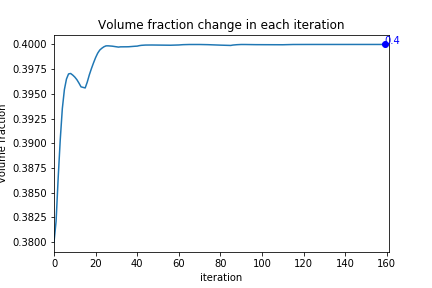 Volume fraction change in each iteration
0.4000
0.3975
0.3950
0.3925
0.3900
0.3875
0.3850
0.3825
0.3800
0.4
0 20 40 60 80 100 120 140 160
iteration
Volume fraction